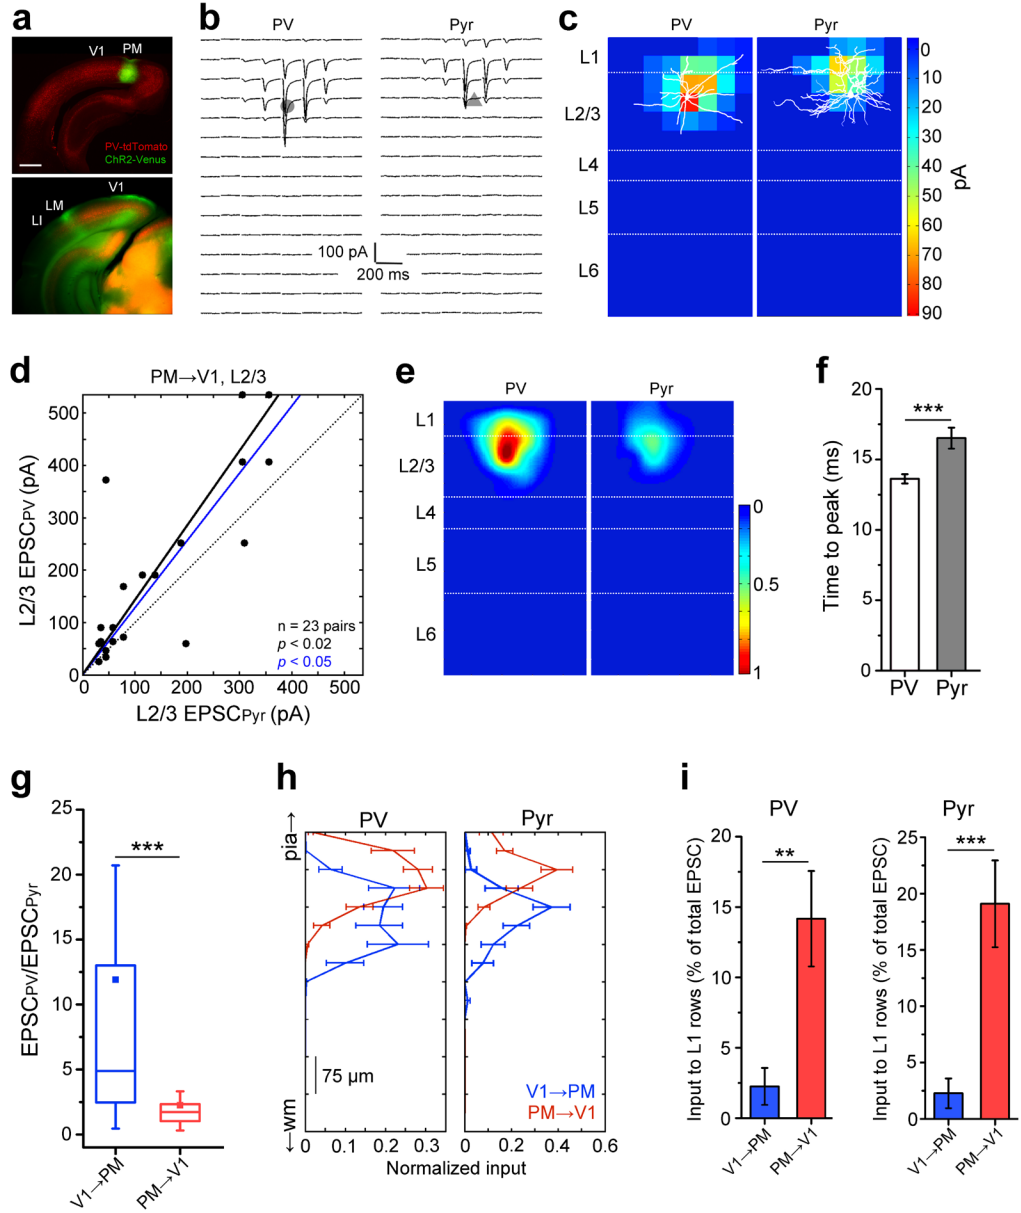 a
V1 PM
PV-tdTomato
ChR2-Venus
V1
LM
LI
b
PV Pyr
100 pA
200 ms
c
PV Pyr
L1
L2/3
L4
L5
L6
0
10
20
30
40
50
60
70
80
90
pA
d
PM→V1, L2/3
L2/3 EPSCPV (pA)
500
400
300
200
100
0
n = 23 pairs
p < 0.02
p < 0.05
0 100 200 300 400 500
L2/3 EPSCPyr (pA)
e
PV Pyr
L1
L2/3
L4
L5
L6
0
0.5
1
f
Time to peak (ms)
20
15
10
5
0
***
PV Pyr
g
EPSCPV/EPSCPyr
25
20
15
10
5
0
***
V1→PM
PM→V1
h
PV Pyr
pia→
←wm
75 µm
V1→PM
PM→V1
0 0.1 0.2 0.3 0 0.2 0.4 0.6
Normalized input
i
PV
Input to L1 rows (% of total EPSC)
20
15
10
5
0
**
V1→PM
PM→V1
Pyr
Input to L1 rows (% of total EPSC)
25
20
15
10
5
0
***
V1→PM
PM→V1